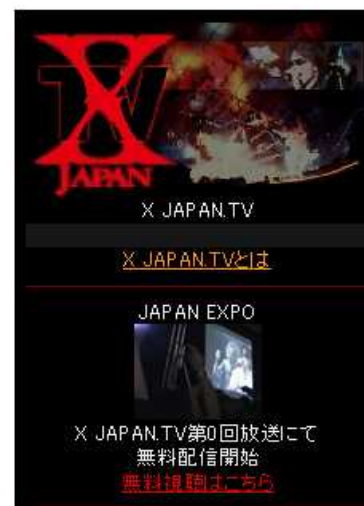 TV
X
JAPAN
X JAPAN.TV
X JAPAN.TVとは
JAPAN EXPO
X JAPAN.TV第0回放送にて
無料配信開始
無料視聴はこちら